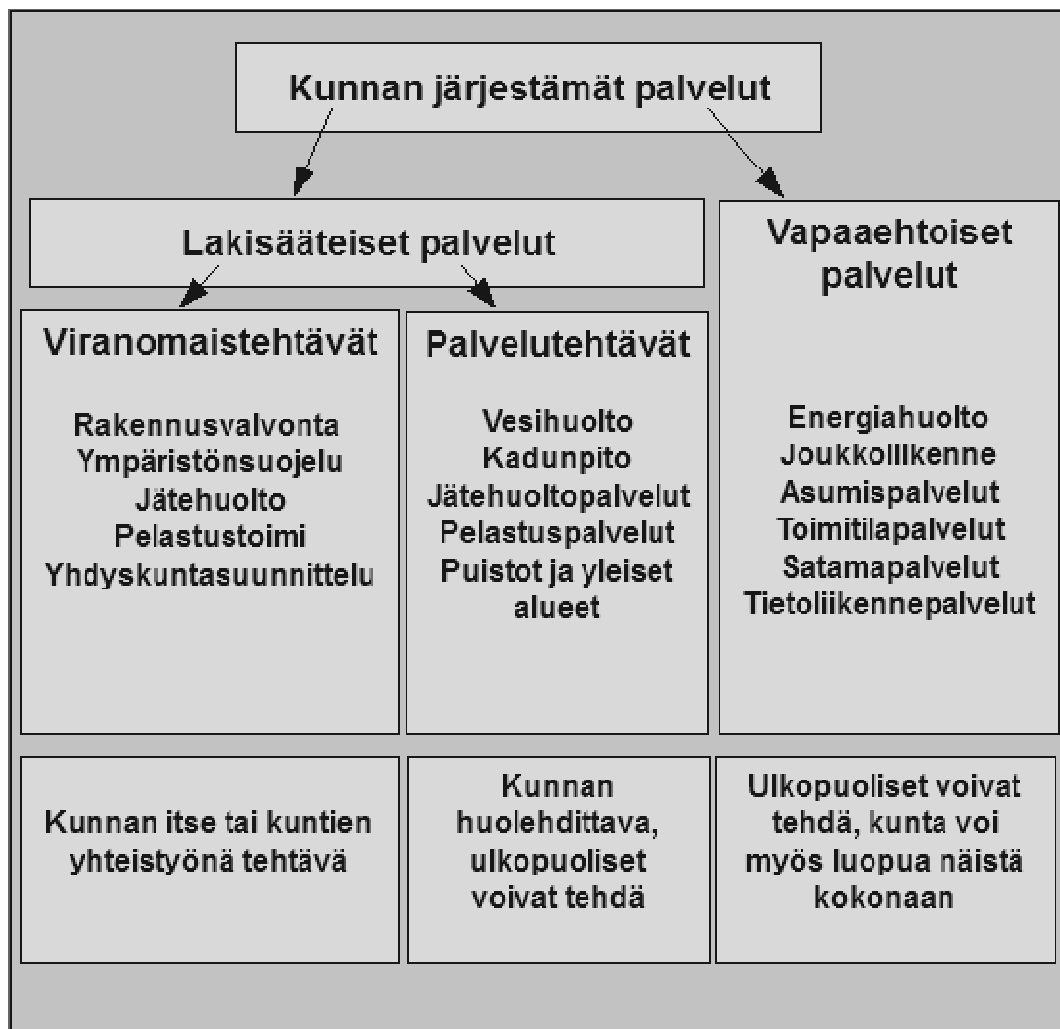 Kunnan järjestämät palvelut
Lakisääteiset palvelut
Vapaaehtoiset
palvelut
Viranomaistehtävät
Rakennusvalvonta
Ympäristönsuojelu
Jätehuolto
Pelastustoimi
Yhdyskuntasuunnittelu
Palvelutehtävät
Vesihuolto
Kadunpito
Jätehuoltopalvelut
Pelastuspalvelut
Puistot ja yleiset
alueet
Energiahuolto
Joukkoliikenne
Asumispalvelut
Toimitilapalvelut
Satamapalvelut
Tietoliikennepalvelut
Kunnan itse tai kuntien
yhteistyönä tehtävä
Kunnan
huolehdittava,
ulkopuoliset
voivat tehdä
Ulkopuoliset voivat
tehdä, kunta voi
myös luopua näistä
kokonaan